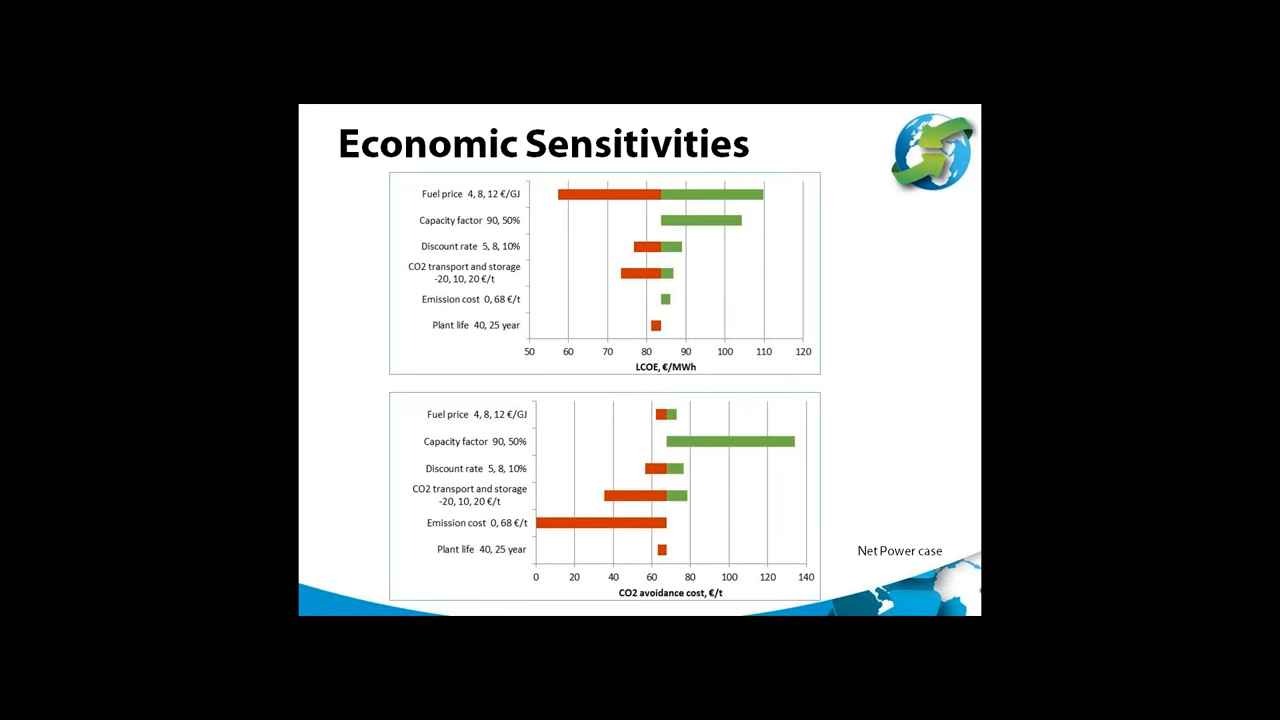 Economic Sensitivities
Fuel price 4, 8, 12 €/GJ
Capacity factor 90, 50%
Discount rate 5, 8, 10%
CO2 transport and storage
-20, 10, 20 €/t
Emission cost 0, 68 €/t
Plant life 40, 25 year
50 60 70 80 90 100 110 120
LCOE, €/MWh
Fuel price 4, 8, 12 €/GJ
Capacity factor 90, 50%
Discount rate 5, 8, 10%
CO2 transport and storage
-20, 10, 20 €/t
Emission cost 0, 68 €/t
Plant life 40, 25 year
0 20 40 60 80 100 120 140
CO2 avoidance cost, €/t
Net Power case